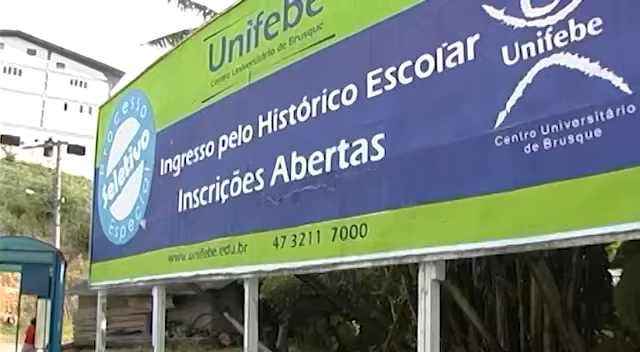 Unifebe
Centro Universitário de Brusque
Processo
Seletivo
Especial
Ingresso pelo Histórico Escolar
Inscrições Abertas
Unifebe
Centro Universitário
de Brusque
www.unifebe.edu.br 47 3211 7000